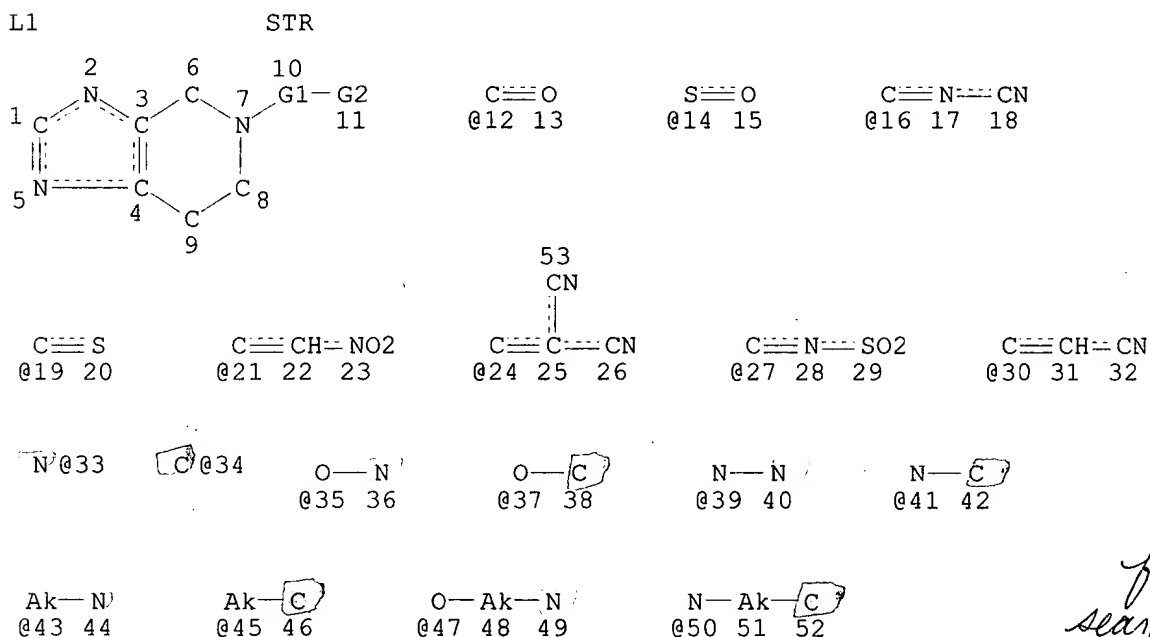 L1 STR
2 6 10
N C 7 G1—G2 C O S O C N CN
1 3 N 11 @12 13 @14 15 @16 17 18
C C
5 N C C
4 8
C
9
53
CN
C S C CH NO2 C C CN C N SO2 C CH CN
@19 20 @21 22 23 @24 25 26 @27 28 29 @30 31 32
N @33 C @34 O—N O—C N—N N—C
@35 36 @37 38 @39 40 @41 42
Ak—N Ak—C O—Ak—N N—Ak—C
@43 44 @45 46 @47 48 49 @50 51 52